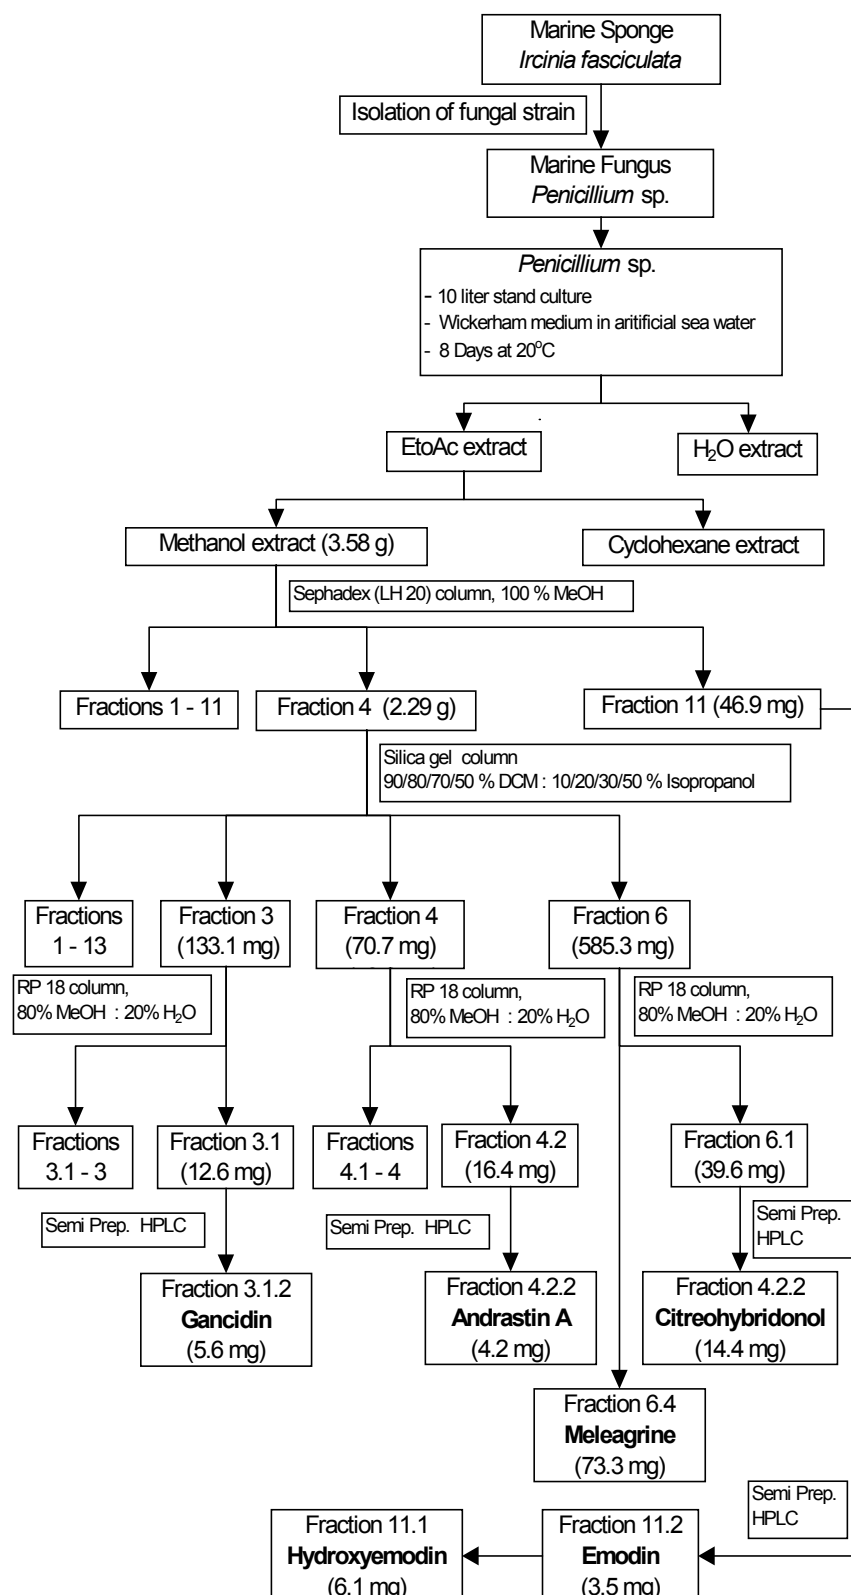 Marine Sponge
Ircinia fasciculata
Isolation of fungal strain
Marine Fungus
Penicillium sp.
Penicillium sp.
- 10 liter stand culture
- Wickerham medium in aritificial sea water
- 8 Days at 20°C
EtoAc extract
H₂O extract
Methanol extract (3.58 g)
Cyclohexane extract
Sephadex (LH 20) column, 100 % MeOH
Fractions 1 - 11
Fraction 4 (2.29 g)
Fraction 11 (46.9 mg)
Silica gel column
90/80/70/50 % DCM : 10/20/30/50 % Isopropanol
Fractions
1 - 13
Fraction 3
(133.1 mg)
Fraction 4
(70.7 mg)
Fraction 6
(585.3 mg)
RP 18 column,
80% MeOH : 20% H₂O
RP 18 column,
80% MeOH : 20% H₂O
RP 18 column,
80% MeOH : 20% H₂O
Fractions
3.1 - 3
Fraction 3.1
(12.6 mg)
Fractions
4.1 - 4
Fraction 4.2
(16.4 mg)
Fraction 6.1
(39.6 mg)
Semi Prep. HPLC
Semi Prep. HPLC
Semi Prep.
HPLC
Fraction 3.1.2
Gancidin
(5.6 mg)
Fraction 4.2.2
Andrastin A
(4.2 mg)
Fraction 4.2.2
Citreohybridonol
(14.4 mg)
Fraction 6.4
Meleagrine
(73.3 mg)
Semi Prep.
HPLC
Fraction 11.1
Hydroxyemodin
(6.1 mg)
Fraction 11.2
Emodin
(3.5 mg)